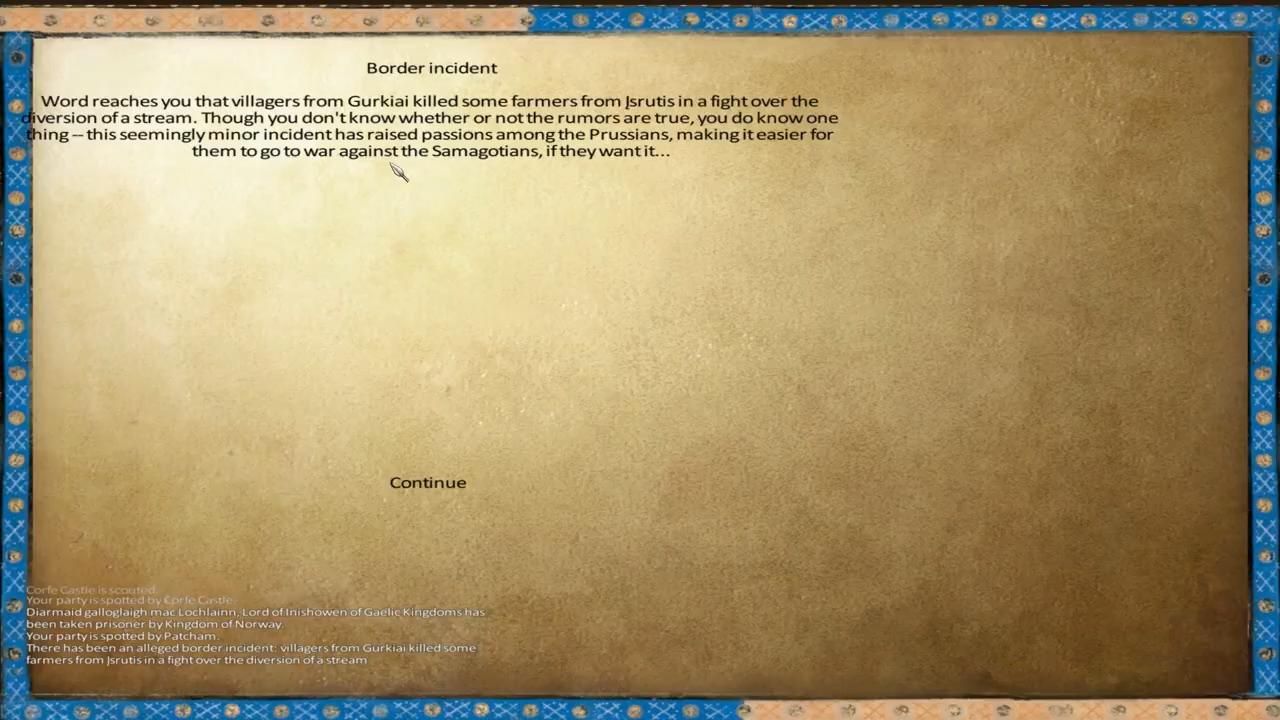 Border incident
Word reaches you that villagers from Gurkiai killed some farmers from Įsrutis in a fight over the
diversion of a stream. Though you don't know whether or not the rumors are true, you do know one
thing -- this seemingly minor incident has raised passions among the Prussians, making it easier for
them to go to war against the Samagotians, if they want it...
Continue
Corfe Castle is scouted.
Your party is spotted by Corfe Castle.
Diarmaid galloglaigh mac Lochlainn, Lord of Inishowen of Gaelic Kingdoms has
been taken prisoner by Kingdom of Norway.
Your party is spotted by Patcham.
There has been an alleged border incident: villagers from Gurkiai killed some
farmers from Įsrutis in a fight over the diversion of a stream